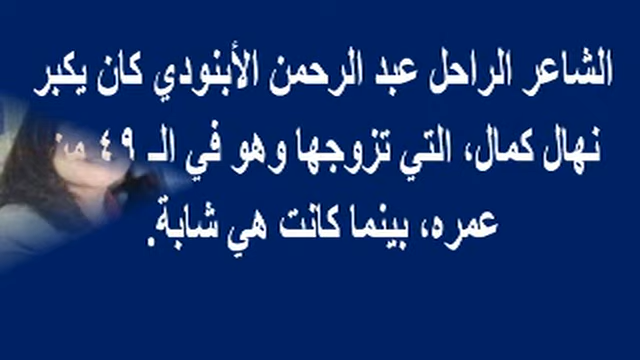 الشاعر الراحل عبد الرحمن الأبنودي كان يكبر
نهال كمال، التي تزوجها وهو في الـ ٤٩ من
عمره، بينما كانت هي شابة.